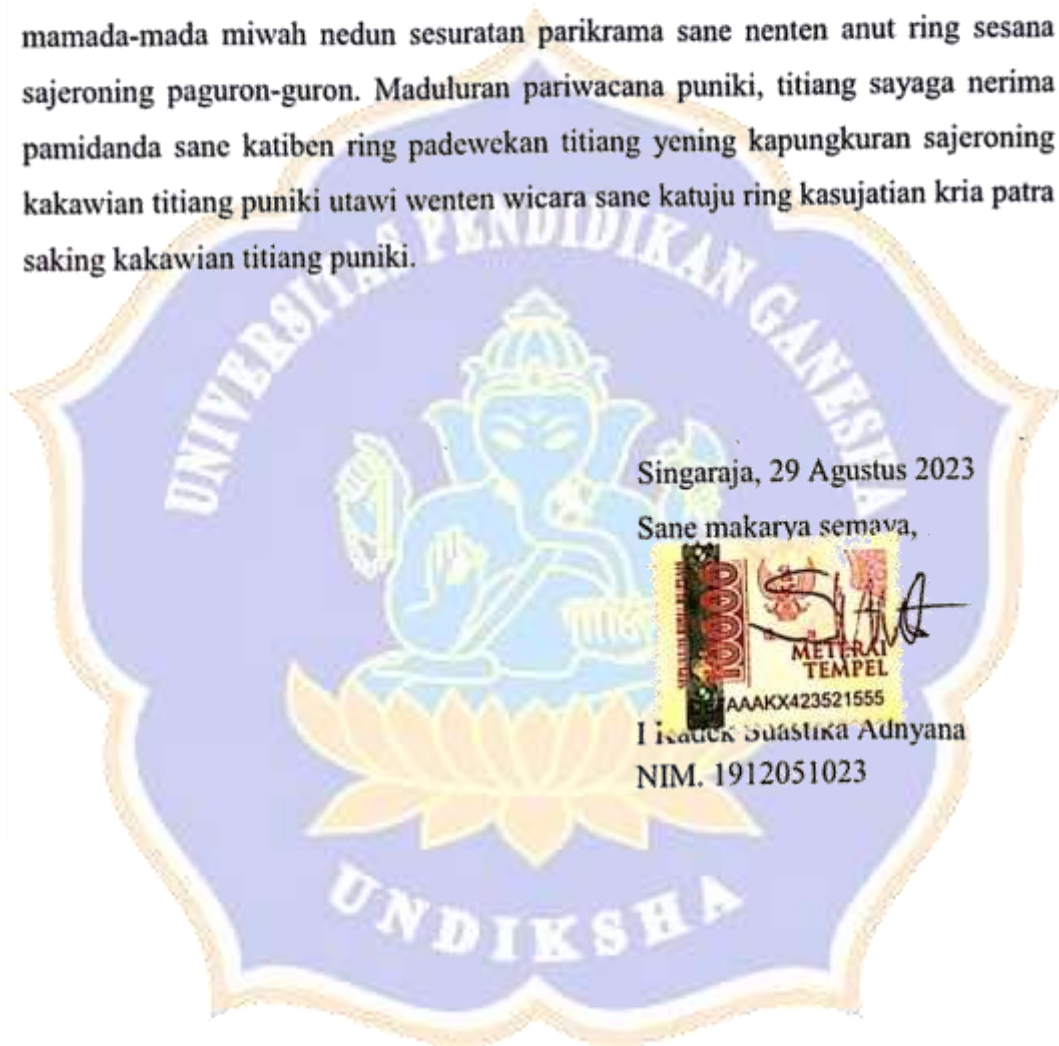 mamada-mada miwah nedun sesuratan parikrama sane nenten anut ring sesana
sajeroning paguron-guron. Maduluran pariwacana puniki, titiang sayaga nerima
pamidanda sane katiben ring padewekan titiang yening kapungkuran sajeroning
kakawian titiang puniki utawi wenten wicara sane katuju ring kasujatian kria patra
saking kakawian titiang puniki.
UNIVERSITAS PENDIDIKAN GANESHA
Singaraja, 29 Agustus 2023
Sane makarya semaya,
10000
METERAI
TEMPEL
AAAKX423521555
I Kadek Suastika Adnyana
NIM. 1912051023
UNDIKSHA